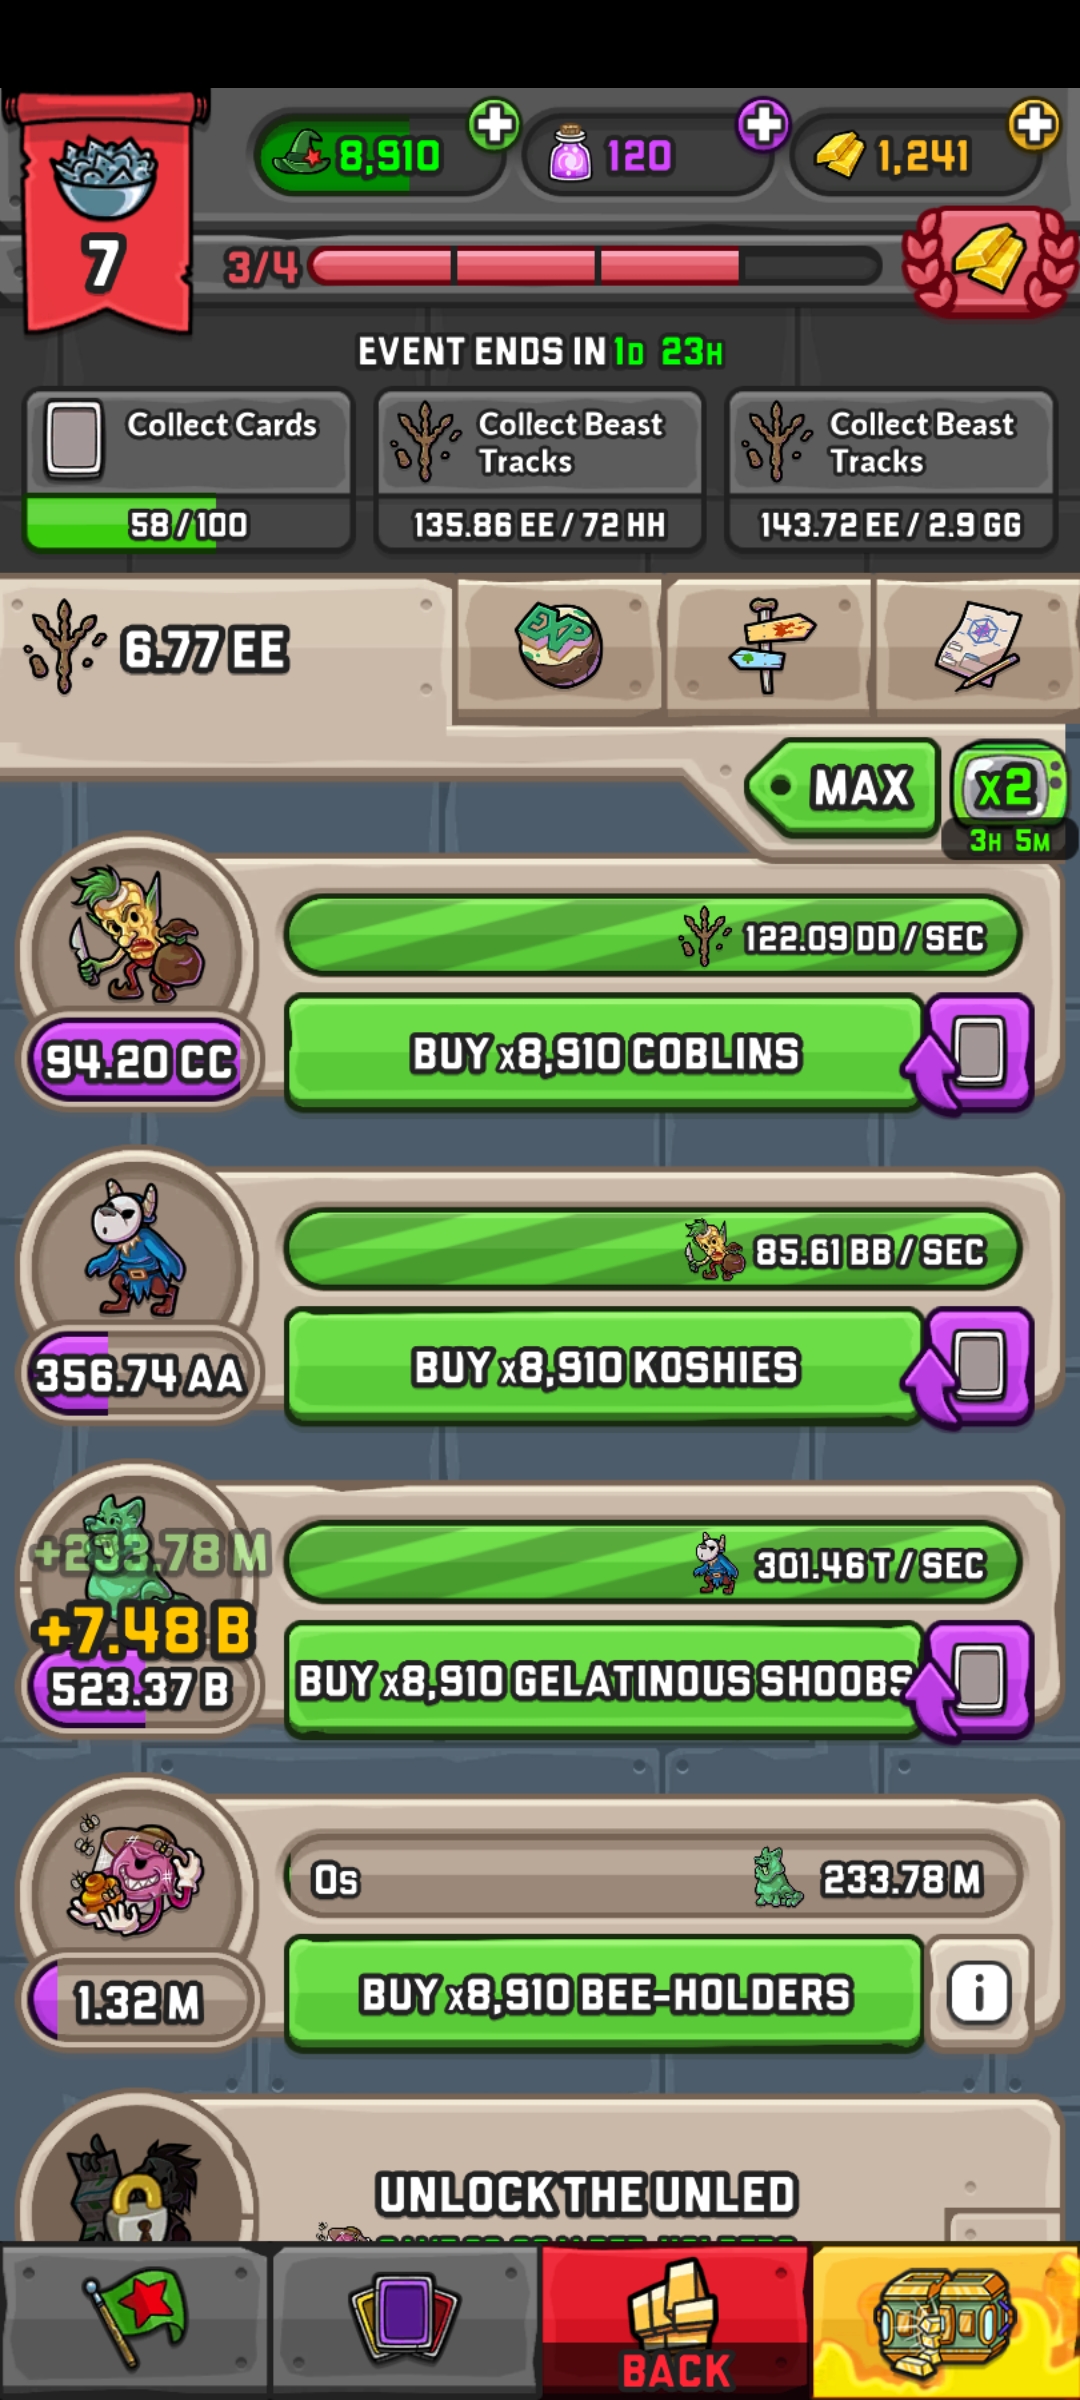 8,910
120
1,241
7
3/4
EVENT ENDS IN 1D 23H
Collect Cards
58 / 100
Collect Beast
Tracks
135.86 EE / 72 HH
Collect Beast
Tracks
143.72 EE / 2.9 GG
6.77 EE
EXP
MAX
x2
3H 5M
122.09 DD / SEC
94.20 CC
BUY x8,910 COBLINS
85.61 BB / SEC
356.74 AA
BUY x8,910 KOSHIES
+233.78 M
301.46 T / SEC
+7.48 B
523.37 B
BUY x8,910 GELATINOUS SHOOBS
0s
233.78 M
1.32 M
BUY x8,910 BEE-HOLDERS
i
UNLOCK THE UNLED
BACK